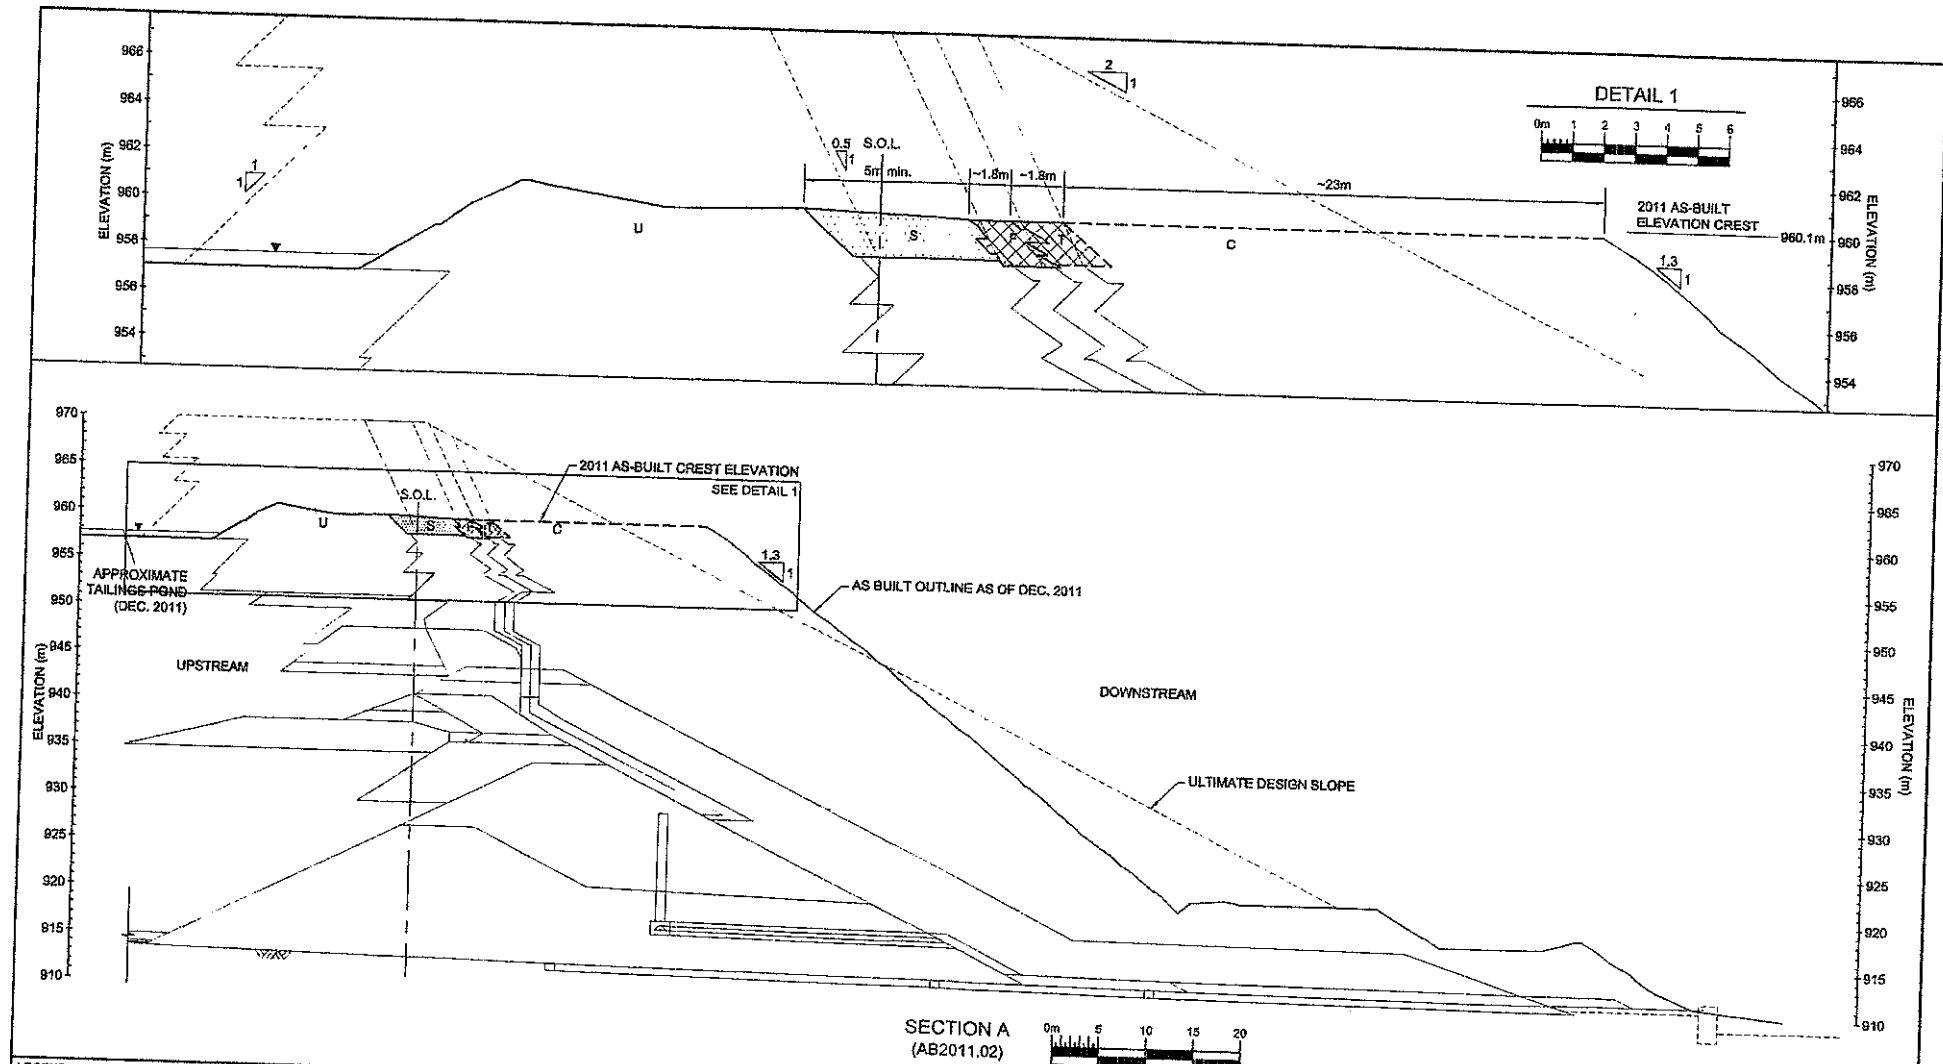 966
964
962
960
958
956
954
ELEVATION (m)
1
1
0.5
1
S.O.L.
5m min.
~1.8m
~1.8m
~23m
2
1
DETAIL 1
0m 1 2 3 4 5 6
2011 AS-BUILT
ELEVATION CREST
960.1m
1.3
1
U
S
F
T
C
966
964
962
960
958
956
954
ELEVATION (m)
970
965
960
955
950
945
940
935
930
925
920
915
910
ELEVATION (m)
2011 AS-BUILT CREST ELEVATION
SEE DETAIL 1
S.O.L.
U
S
F
T
C
1.3
1
APPROXIMATE
TAILINGS POND
(DEC. 2011)
AS BUILT OUTLINE AS OF DEC. 2011
UPSTREAM
DOWNSTREAM
ULTIMATE DESIGN SLOPE
970
965
960
955
950
945
940
935
930
925
920
915
910
ELEVATION (m)
SECTION A
(AB2011.02)
0m 5 10 15 20